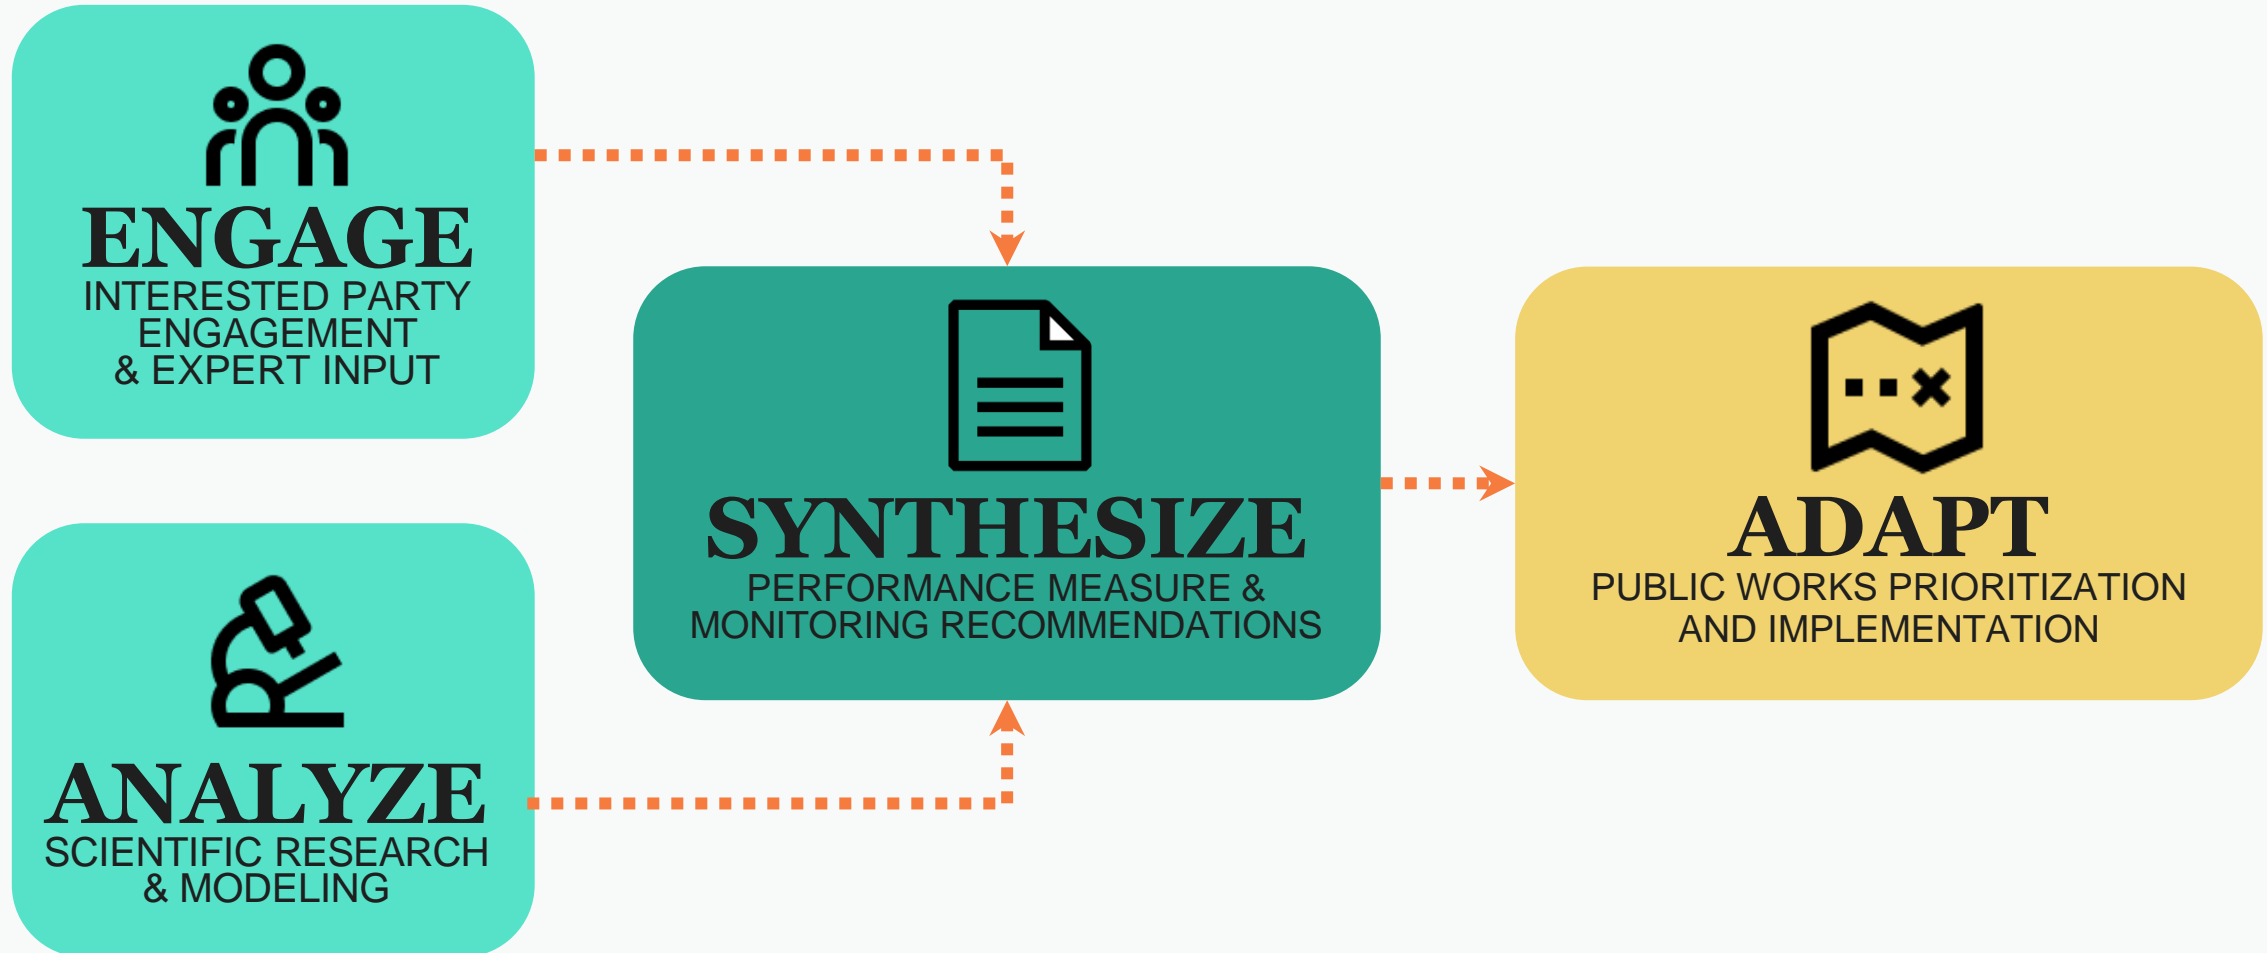 ENGAGE
INTERESTED PARTY
ENGAGEMENT
& EXPERT INPUT
ANALYZE
SCIENTIFIC RESEARCH
& MODELING
SYNTHESIZE
PERFORMANCE MEASURE &
MONITORING RECOMMENDATIONS
ADAPT
PUBLIC WORKS PRIORITIZATION
AND IMPLEMENTATION